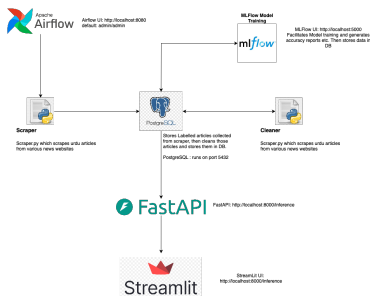 Apache
Airflow
Airflow UI: http://localhost:8080
default: admin/admin
MLFlow Model
Training
mlflow
MLFlow UI: http://localhost:5000
Facilitates Model training and generates
accuracy reports etc. Then stores data in
DB
PostgreSQL
Scraper
Scraper.py which scrapes urdu articles
from various news websites
Stores Labelled articles collected
from scraper, then cleans those
articles and stores them in DB.
PostgreSQL : runs on port 5432
Cleaner
Scraper.py which scrapes urdu articles
from various news websites
FastAPI
FastAPI: http://localhost:8000/inference
Streamlit
StreamLit UI:
http://localhost:8000/inference